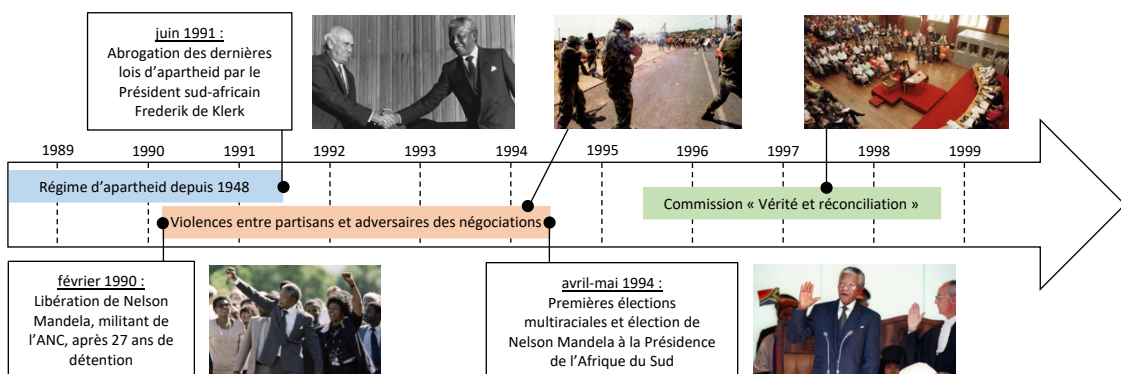 juin 1991 :
Abrogation des dernières
lois d'apartheid par le
Président sud-africain
Frederik de Klerk
1989 1990 1991 1992 1993 1994 1995 1996 1997 1998 1999
Régime d'apartheid depuis 1948
Commission « Vérité et réconciliation »
Violences entre partisans et adversaires des négociations
février 1990 :
Libération de Nelson
Mandela, militant de
l'ANC, après 27 ans de
détention
avril-mai 1994 :
Premières élections
multiraciales et élection de
Nelson Mandela à la Présidence
de l'Afrique du Sud